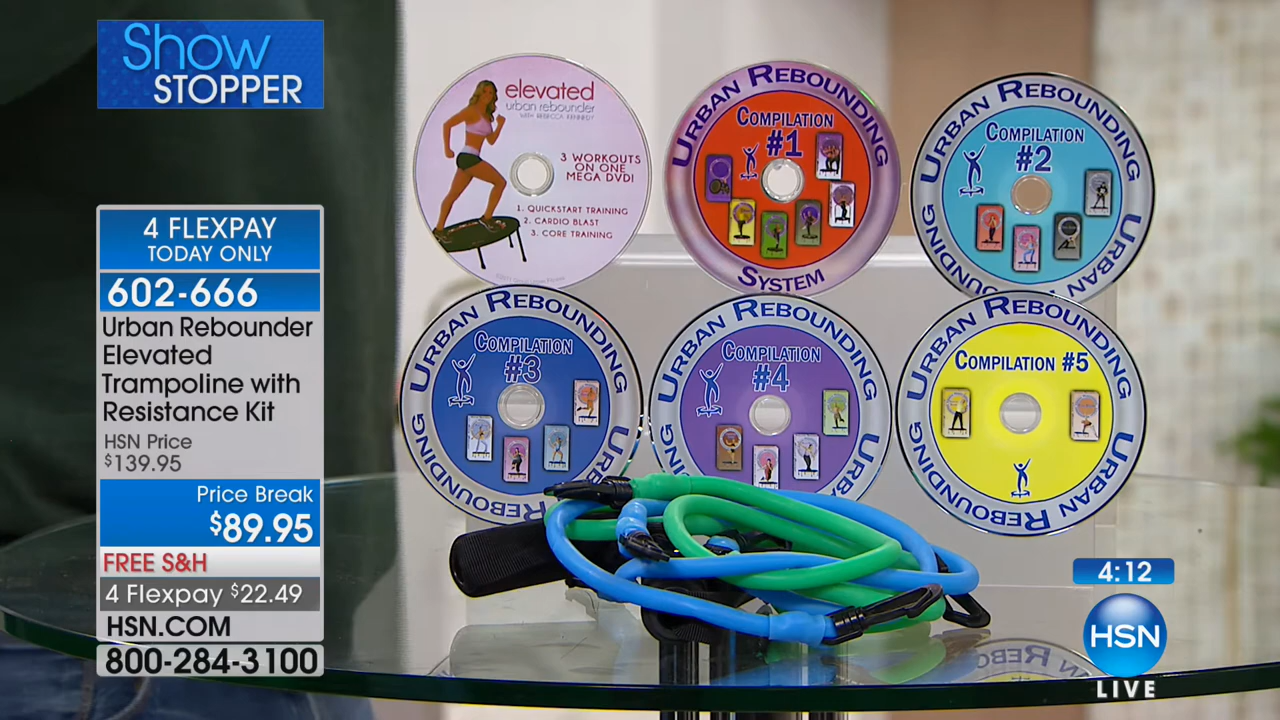 Show
STOPPER
4 FLEXPAY
TODAY ONLY
602-666
Urban Rebounder
Elevated
Trampoline with
Resistance Kit
HSN Price
$139.95
Price Break
$89.95
FREE S&H
4 Flexpay $22.49
HSN.COM
800-284-3100
elevated
urban rebounder
WITH REBECCA KENNEDY
3 WORKOUTS
ON ONE
MEGA DVD!
1. QUICKSTART TRAINING
2. CARDIO BLAST
3. CORE TRAINING
URBAN REBOUNDING
COMPILATION
#1
SYSTEM
URBAN REBOUNDING
COMPILATION
#2
URBAN REBOUNDING
URBAN REBOUNDING
COMPILATION
#3
URBAN REBOUNDING
URBAN REBOUNDING
COMPILATION
#4
URBAN REBOUNDING
COMPILATION #5
URBAN REBOUNDING
4:12
HSN
LIVE